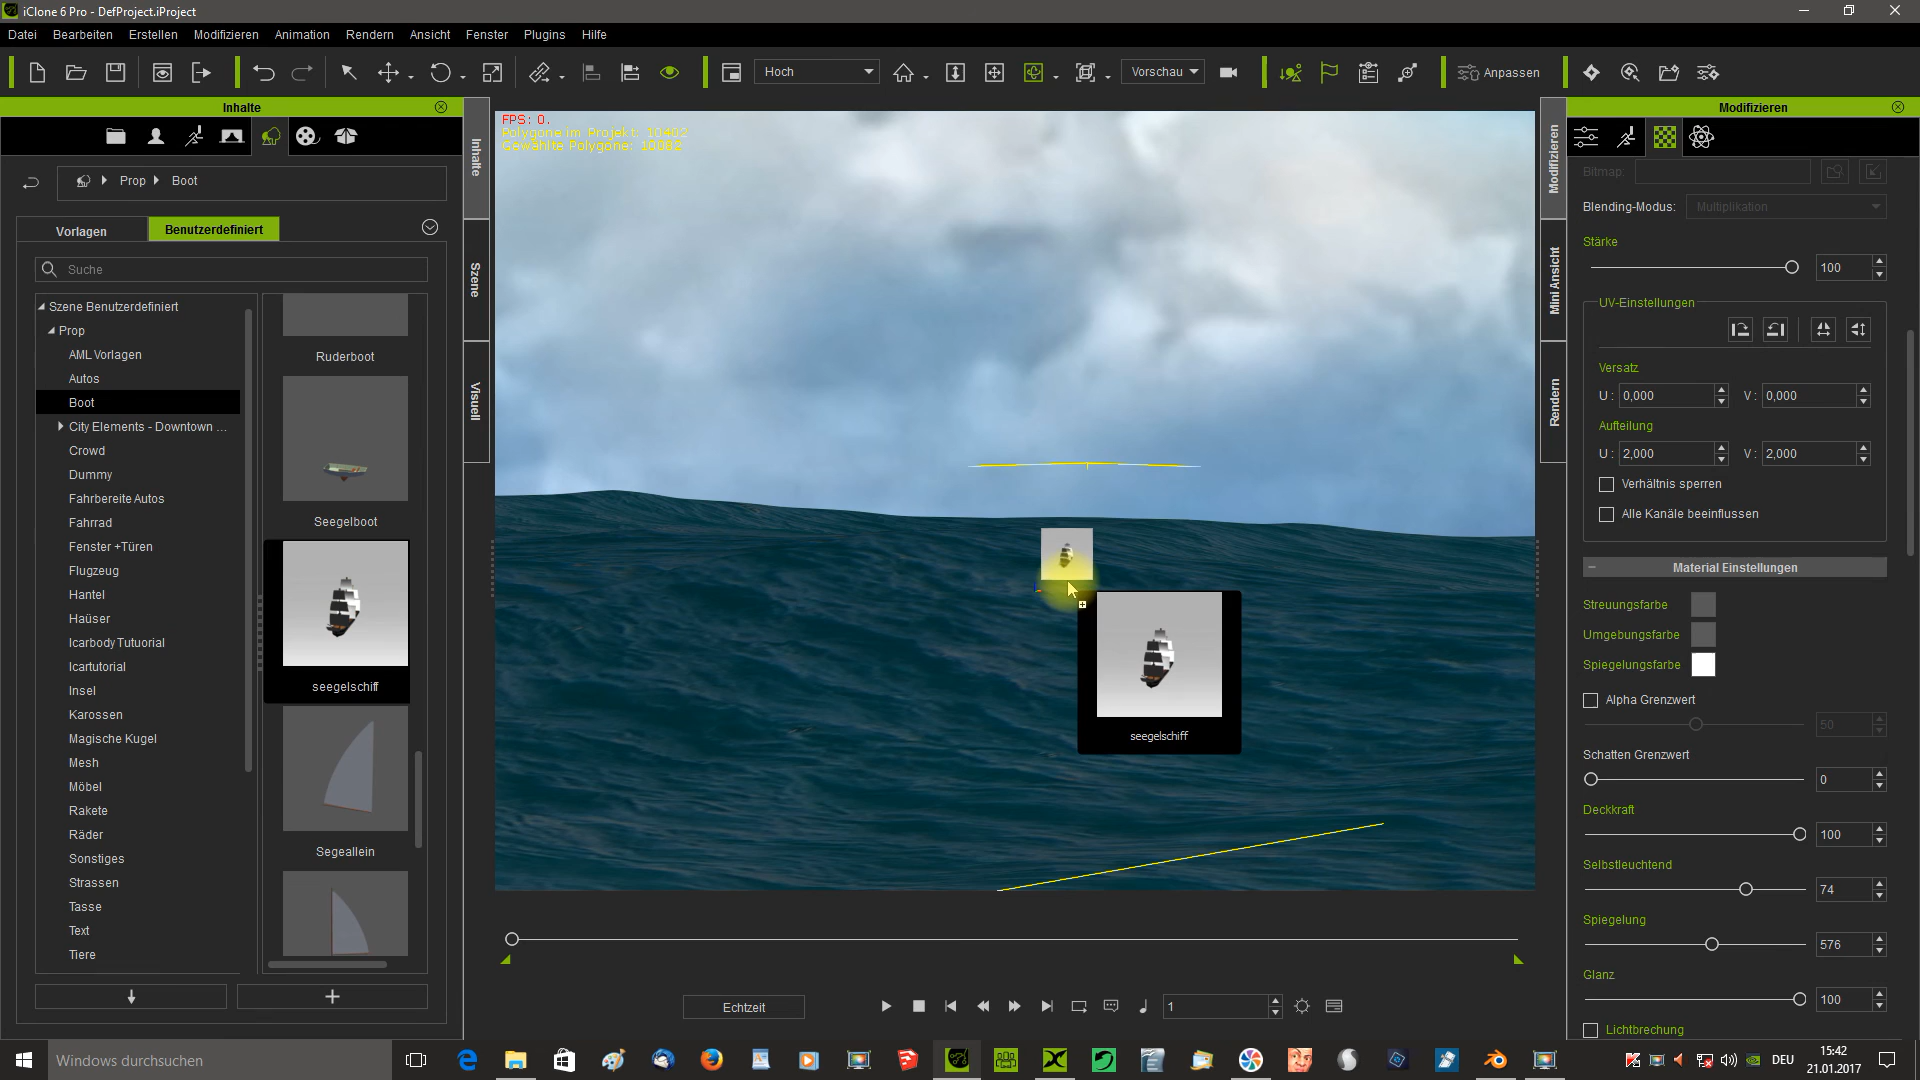 iClone 6 Pro - DefProject.iProject
Datei Bearbeiten Erstellen Modifizieren Animation Rendern Ansicht Fenster Plugins Hilfe
Hoch Vorschau Anpassen
Inhalte
Prop Boot
Vorlagen Benutzerdefiniert
Suche
Szene Benutzerdefiniert
Prop
AML Vorlagen
Autos
Boot
City Elements - Downtown ...
Crowd
Dummy
Fahrbereite Autos
Fahrrad
Fenster +Türen
Flugzeug
Hantel
Haüser
Icarbody Tutuorial
Icartutorial
Insel
Karossen
Magische Kugel
Mesh
Möbel
Rakete
Räder
Sonstiges
Strassen
Tasse
Text
Tiere
Ruderboot
Seegelboot
seegelschiff
Segeallein
Inhalte
Szene
Visuell
FPS: 0.
Polygone im Projekt: 10482
Gewählte Polygone: 10082
seegelschiff
Echtzeit
1
Modifizieren
Mini Ansicht
Rendern
Modifizieren
Bitmap:
Blending-Modus: Multiplikation
Stärke
100
UV-Einstellungen
Versatz
U : 0,000 V : 0,000
Aufteilung
U : 2,000 V : 2,000
Verhältnis sperren
Alle Kanäle beeinflussen
Material Einstellungen
Streuungsfarbe
Umgebungsfarbe
Spiegelungsfarbe
Alpha Grenzwert
50
Schatten Grenzwert
0
Deckkraft
100
Selbstleuchtend
74
Spiegelung
576
Glanz
100
Lichtbrechung
Windows durchsuchen
DEU
15:42
21.01.2017